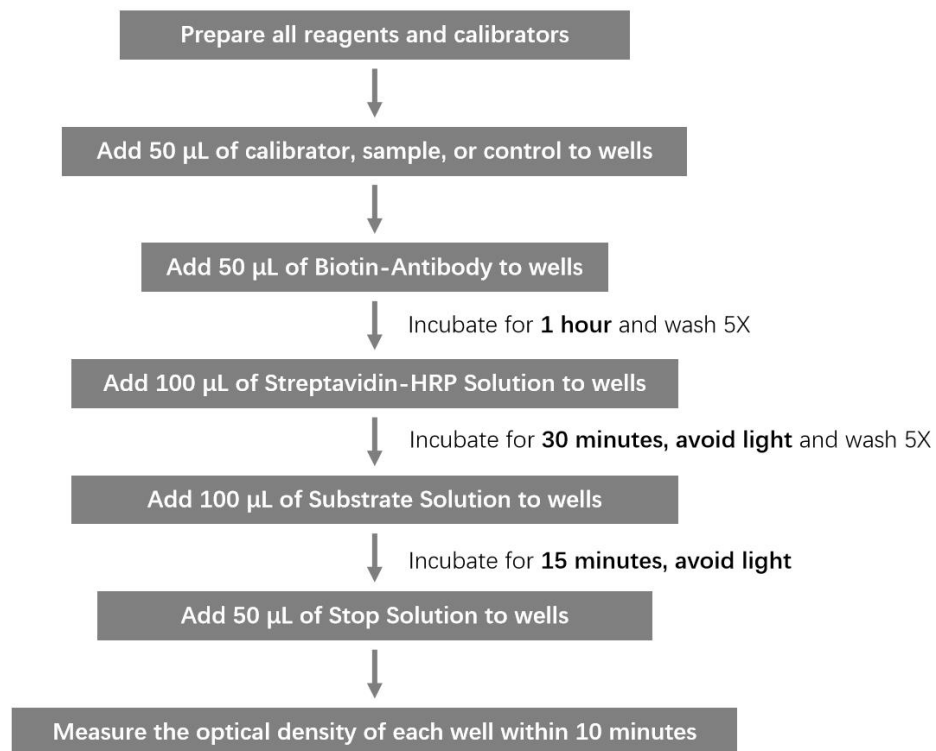 Prepare all reagents and calibrators
Add 50 µL of calibrator, sample, or control to wells
Add 50 µL of Biotin-Antibody to wells
Incubate for 1 hour and wash 5X
Add 100 µL of Streptavidin-HRP Solution to wells
Incubate for 30 minutes, avoid light and wash 5X
Add 100 µL of Substrate Solution to wells
Incubate for 15 minutes, avoid light
Add 50 µL of Stop Solution to wells
Measure the optical density of each well within 10 minutes